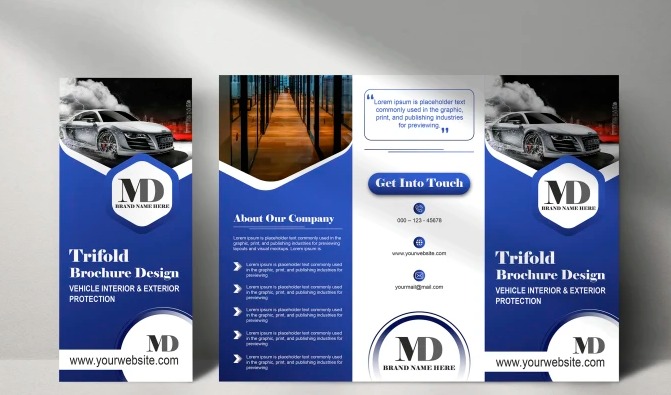 MD
BRAND NAME HERE
Trifold
Brochure Design
VEHICLE INTERIOR & EXTERIOR
PROTECTION
MD
www.yourwebsite.com
About Our Company
Lorem ipsum is placeholder text commonly used in the
graphic, print, and publishing industries for previewing
layouts and visual mockups. Lorem ipsum is
Lorem ipsum is placeholder text commonly used
in the graphic, print, and publishing industries for
previewing
Lorem ipsum is placeholder text commonly used
in the graphic, print, and publishing industries for
previewing
Lorem ipsum is placeholder text commonly used
in the graphic, print, and publishing industries for
previewing
Lorem ipsum is placeholder text commonly used
in the graphic, print, and publishing industries for
previewing
Lorem ipsum is placeholder text commonly used
in the graphic, print, and publishing industries for
previewing
“Lorem ipsum is placeholder text
commonly used in the graphic,
print, and publishing industries
for previewing.”
Get Into Touch
000 – 123 - 45678
www.yourwebsite.com
yourmail@mail.com
MD
BRAND NAME HERE
MD
BRAND NAME HERE
Trifold
Brochure Design
VEHICLE INTERIOR & EXTERIOR
PROTECTION
MD
www.yourwebsite.com